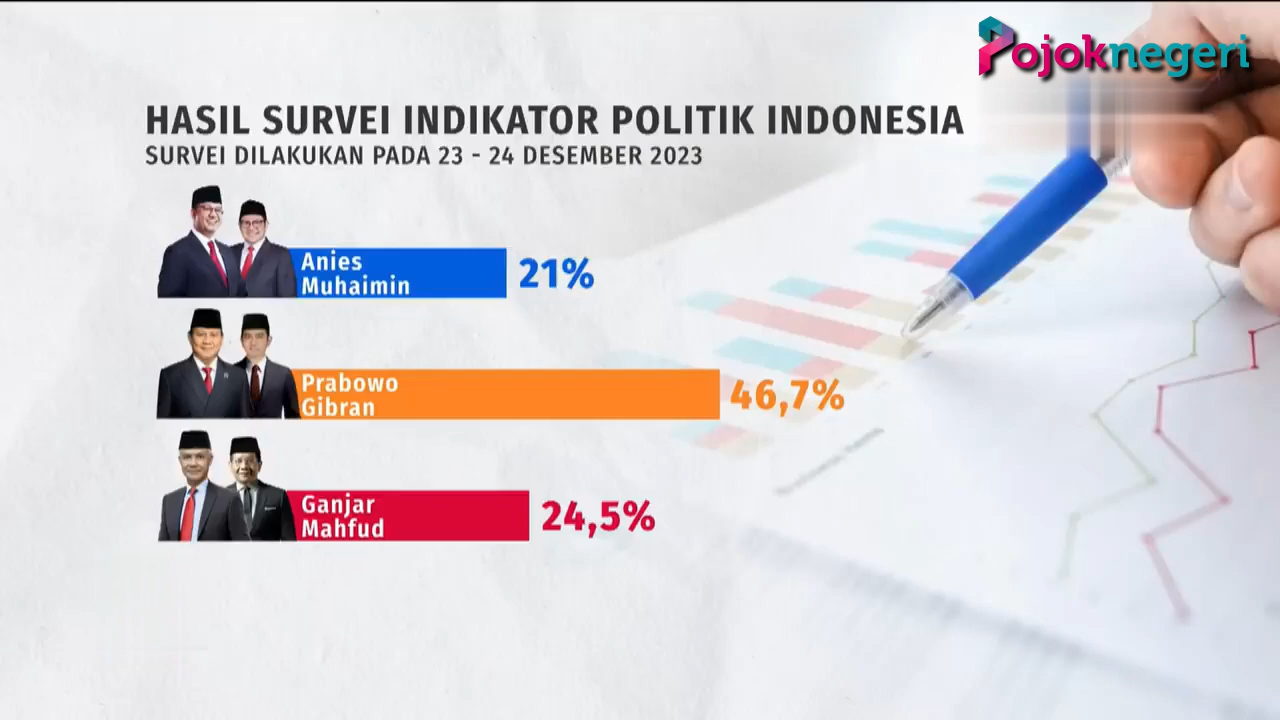 Pojoknegeri
HASIL SURVEI INDIKATOR POLITIK INDONESIA
SURVEI DILAKUKAN PADA 23 - 24 DESEMBER 2023
Anies
Muhaimin
21%
Prabowo
Gibran
46,7%
Ganjar
Mahfud
24,5%